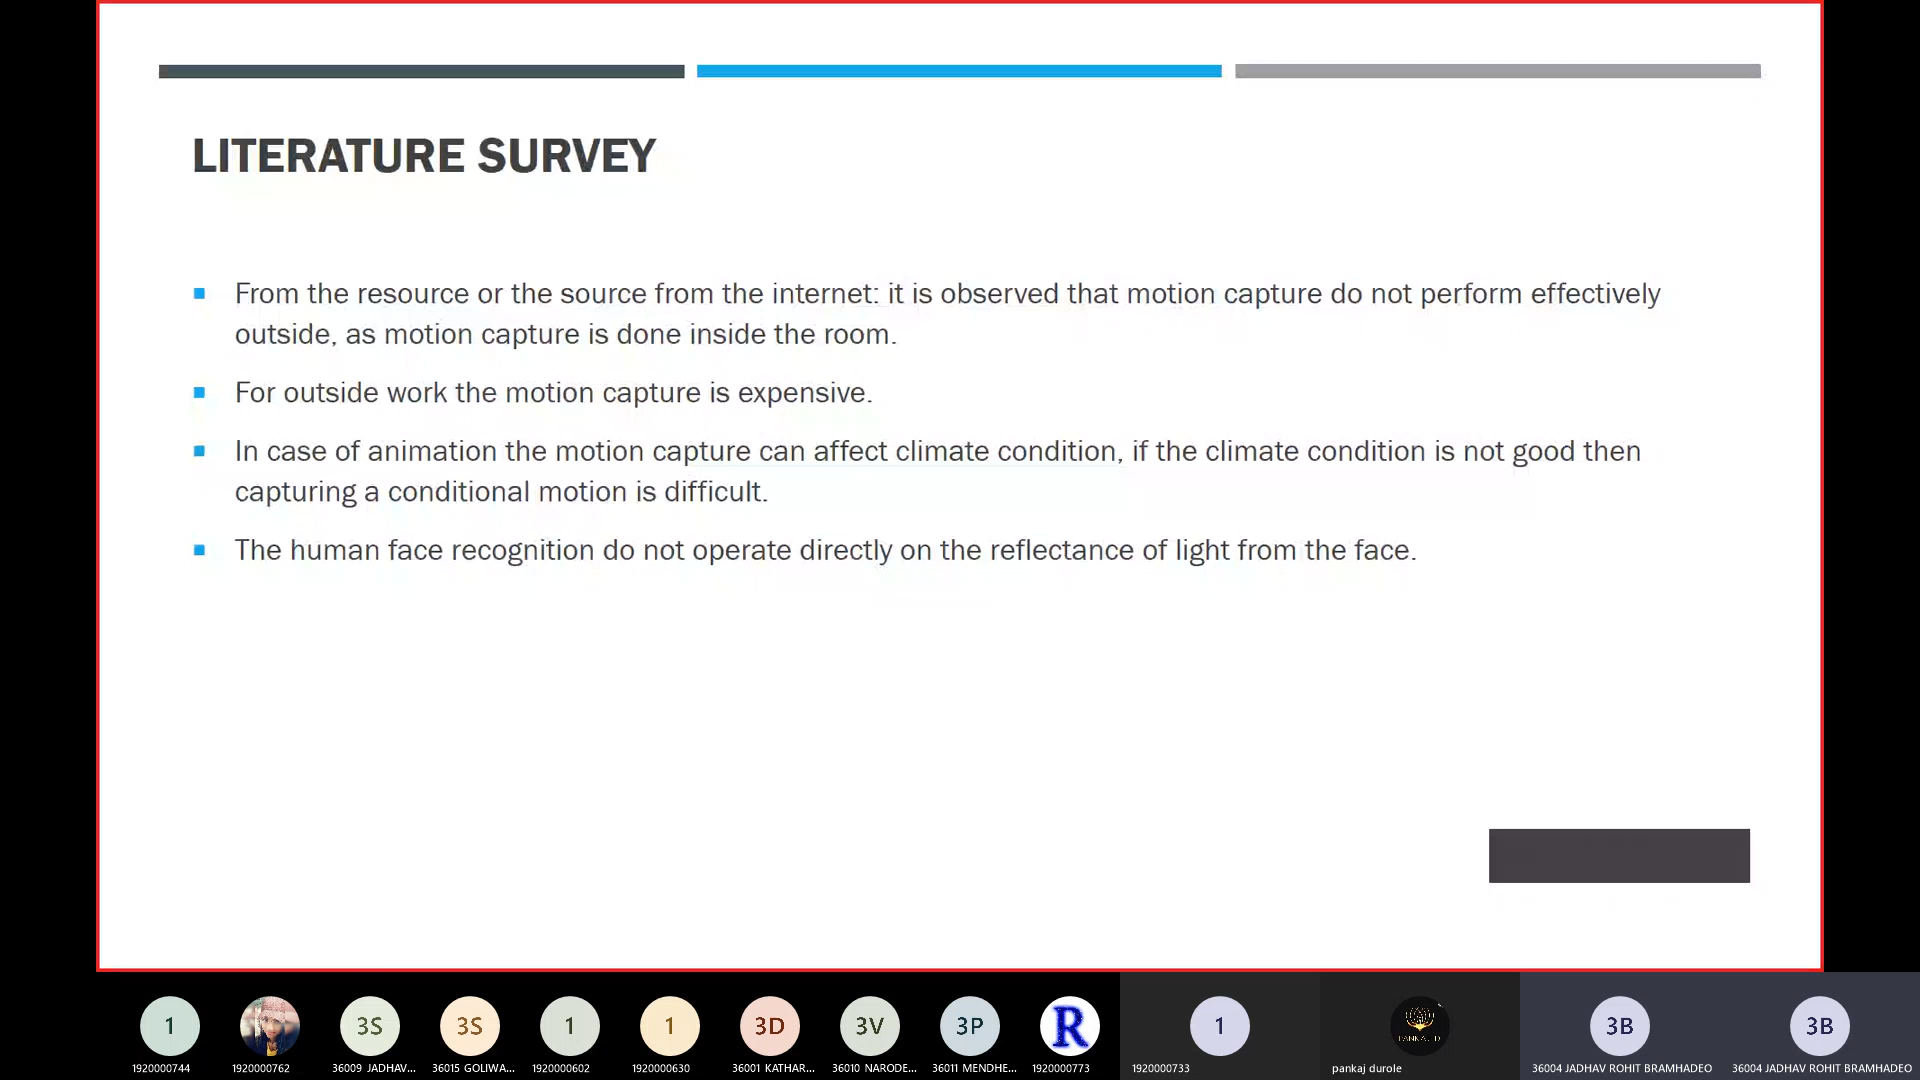 LITERATURE SURVEY
From the resource or the source from the internet: it is observed that motion capture do not perform effectively
outside, as motion capture is done inside the room.
For outside work the motion capture is expensive.
In case of animation the motion capture can affect climate condition, if the climate condition is not good then
capturing a conditional motion is difficult.
The human face recognition do not operate directly on the reflectance of light from the face.
1 3S 3S 1 1 3D 3V 3P R 1 3B 3B
1920000744 1920000762 36009 JADHAV... 36015 GOLIWA... 1920000602 1920000630 36001 KATHAR... 36010 NARODE... 36011 MENDHE... 1920000773 1920000733 pankaj durole 36004 JADHAV ROHIT BRAMHADEO 36004 JADHAV ROHIT BRAMHADEO